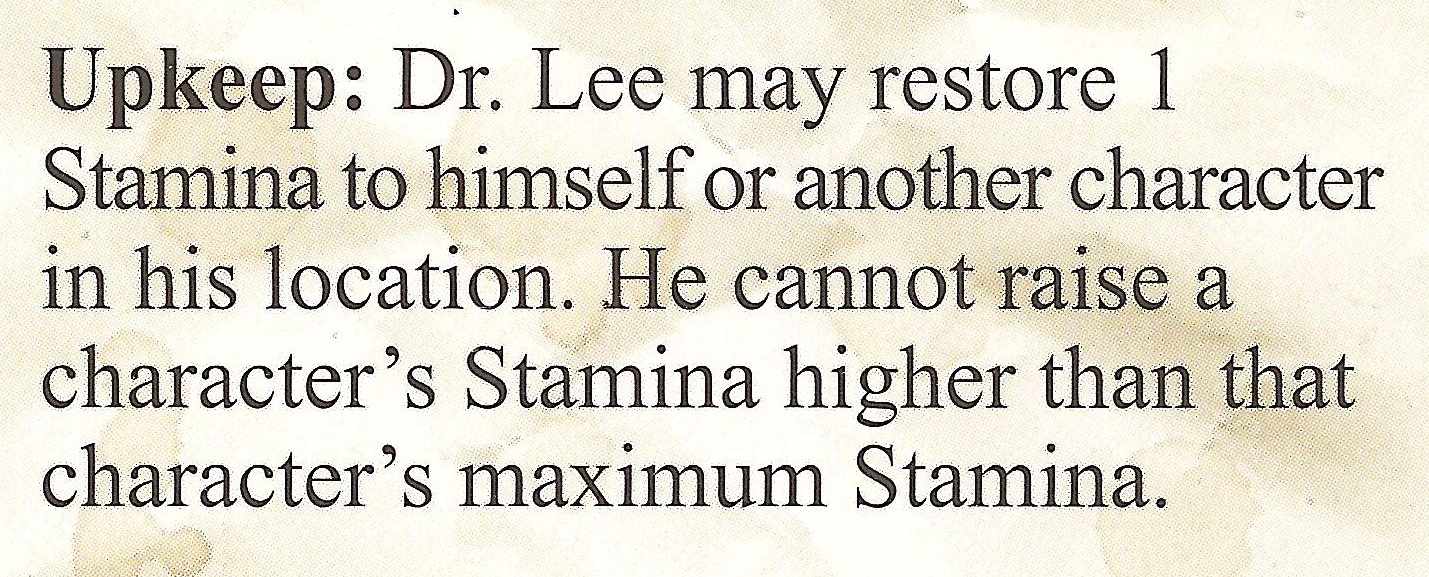 Upkeep: Dr. Lee may restore 1
Stamina to himself or another character
in his location. He cannot raise a
character’s Stamina higher than that
character’s maximum Stamina.